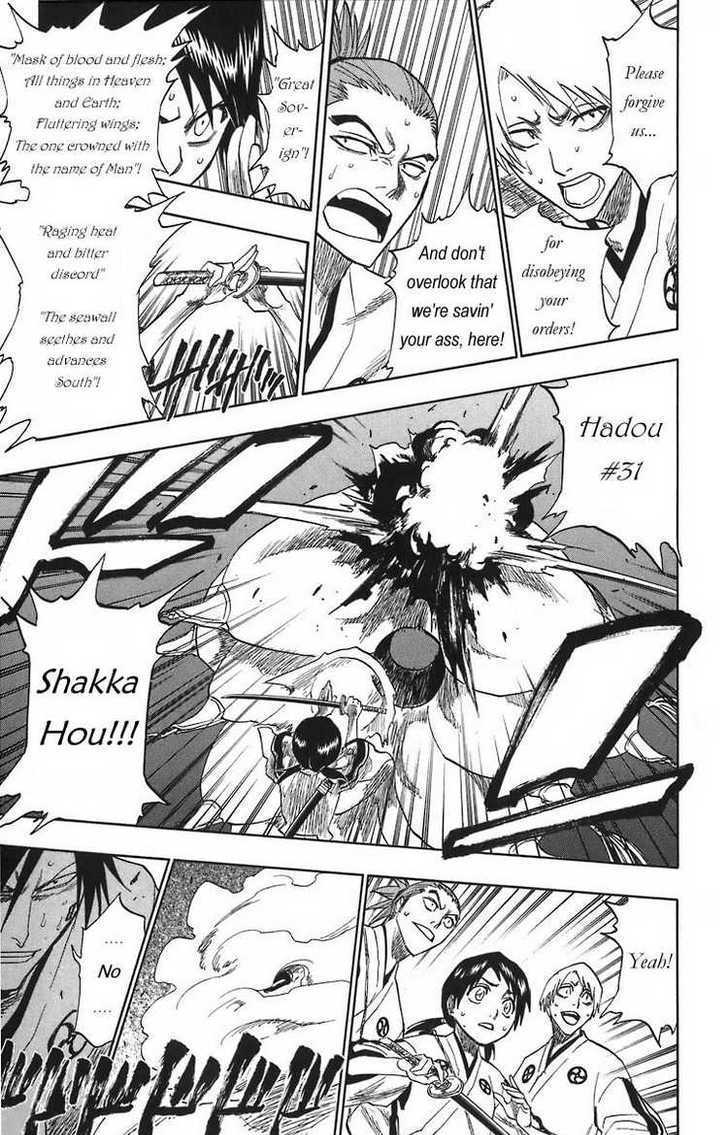 Please
forgive
us...
for
disobeying
your
orders!
And don't
overlook that
we're savin'
your ass, here!
"Great
Sov-
er-
ign"!
"Mask of blood and flesh;
All things in Heaven
and Earth;
Fluttering wings;
The one crowned with
the name of Man"!
"Raging heat
and bitter
discord"
"The seawall
seethes and
advances
South"!
Hadou
#31
Shakka
Hou!!!
Yeah!
....
No
....